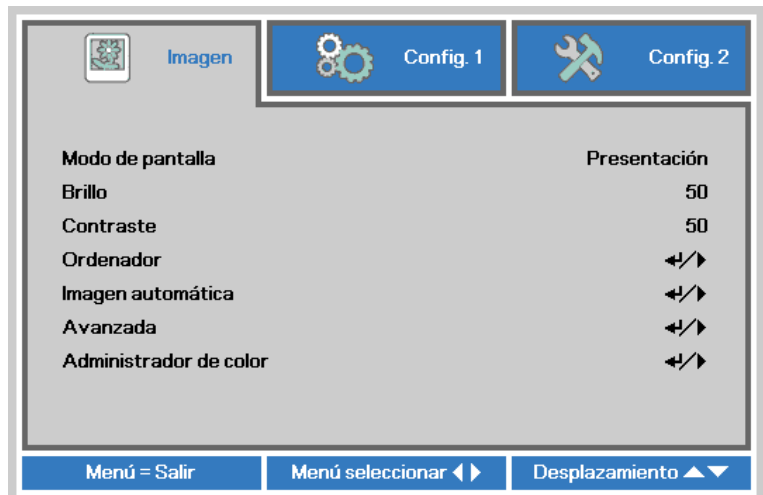 Imagen Config. 1 Config. 2
Modo de pantalla Presentación
Brillo 50
Contraste 50
Ordenador
Imagen automática
Avanzada
Administrador de color
Menú = Salir Menú seleccionar Desplazamiento